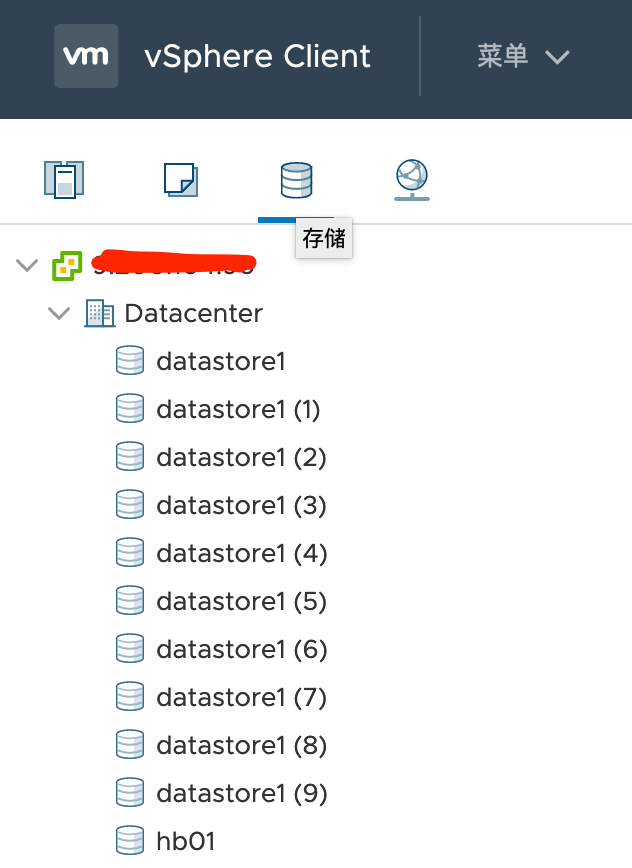 vm vSphere Client 菜单
存储
Datacenter
datastore1
datastore1 (1)
datastore1 (2)
datastore1 (3)
datastore1 (4)
datastore1 (5)
datastore1 (6)
datastore1 (7)
datastore1 (8)
datastore1 (9)
hb01